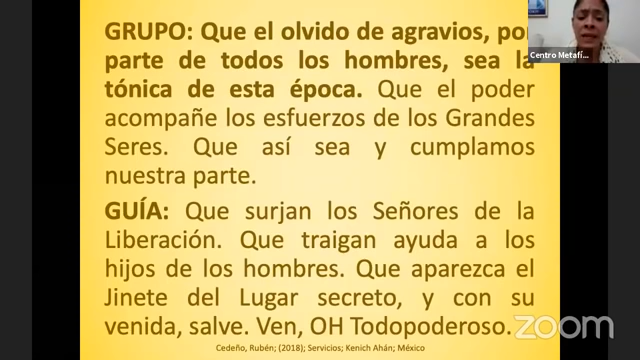 GRUPO: Que el olvido de agravios, por
parte de todos los hombres, sea la
tónica de esta época. Que el poder
acompañe los esfuerzos de los Grandes
Seres. Que así sea y cumplamos
nuestra parte.
GUÍA: Que surjan los Señores de la
Liberación. Que traigan ayuda a los
hijos de los hombres. Que aparezca el
Jinete del Lugar secreto, y con su
venida, salve. Ven, OH Todopoderoso.
Cedeño, Rubén; (2018); Servicios; Kenich Ahán; México
Centro Metafí...
zoom